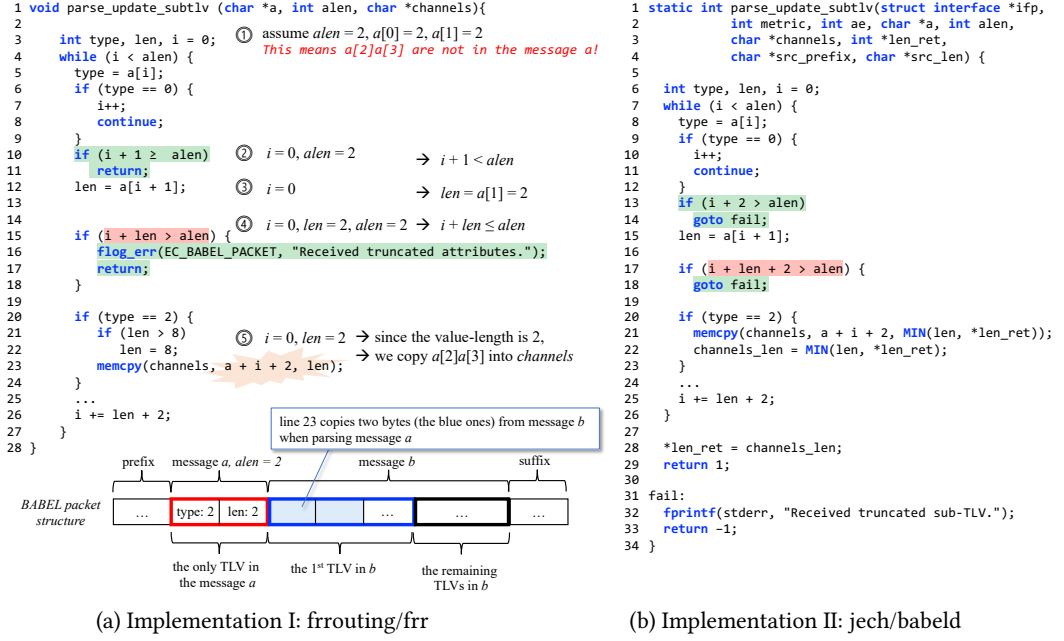 1 void parse_update_subtlv (char *a, int alen, char *channels){
2
3 int type, len, i = 0;
4 while (i < alen) {
5 type = a[i];
6 if (type == 0) {
7 i++;
8 continue;
9 }
10 if (i + 1 ≥ alen)
11 return;
12 len = a[i + 1];
13
14
15 if (i + len > alen) {
16 flog_err(EC_BABEL_PACKET, "Received truncated attributes.");
17 return;
18 }
19
20 if (type == 2) {
21 if (len > 8)
22 len = 8;
23 memcpy(channels, a + i + 2, len);
24 }
25 ...
26 i += len + 2;
27 }
28 }
① assume alen = 2, a[0] = 2, a[1] = 2
This means a[2]a[3] are not in the message a!
② i = 0, alen = 2 → i + 1 < alen
③ i = 0 → len = a[1] = 2
④ i = 0, len = 2, alen = 2 → i + len ≤ alen
⑤ i = 0, len = 2 → since the value-length is 2,
→ we copy a[2]a[3] into channels
line 23 copies two bytes (the blue ones) from message b
when parsing message a
prefix message a, alen = 2 message b suffix
BABEL packet
structure
... type: 2 len: 2 ... ... ...
the only TLV in
the message a
the 1st TLV in b
the remaining
TLVs in b
(a) Implementation I: frrouting/frr
1 static int parse_update_subtlv(struct interface *ifp,
2 int metric, int ae, char *a, int alen,
3 char *channels, int *len_ret,
4 char *src_prefix, char *src_len) {
5
6 int type, len, i = 0;
7 while (i < alen) {
8 type = a[i];
9 if (type == 0) {
10 i++;
11 continue;
12 }
13 if (i + 2 > alen)
14 goto fail;
15 len = a[i + 1];
16
17 if (i + len + 2 > alen) {
18 goto fail;
19 }
20 if (type == 2) {
21 memcpy(channels, a + i + 2, MIN(len, *len_ret));
22 channels_len = MIN(len, *len_ret);
23 }
24 ...
25 i += len + 2;
26 }
27
28 *len_ret = channels_len;
29 return 1;
30
31 fail:
32 fprintf(stderr, "Received truncated sub-TLV.");
33 return −1;
34 }
(b) Implementation II: jech/babeld